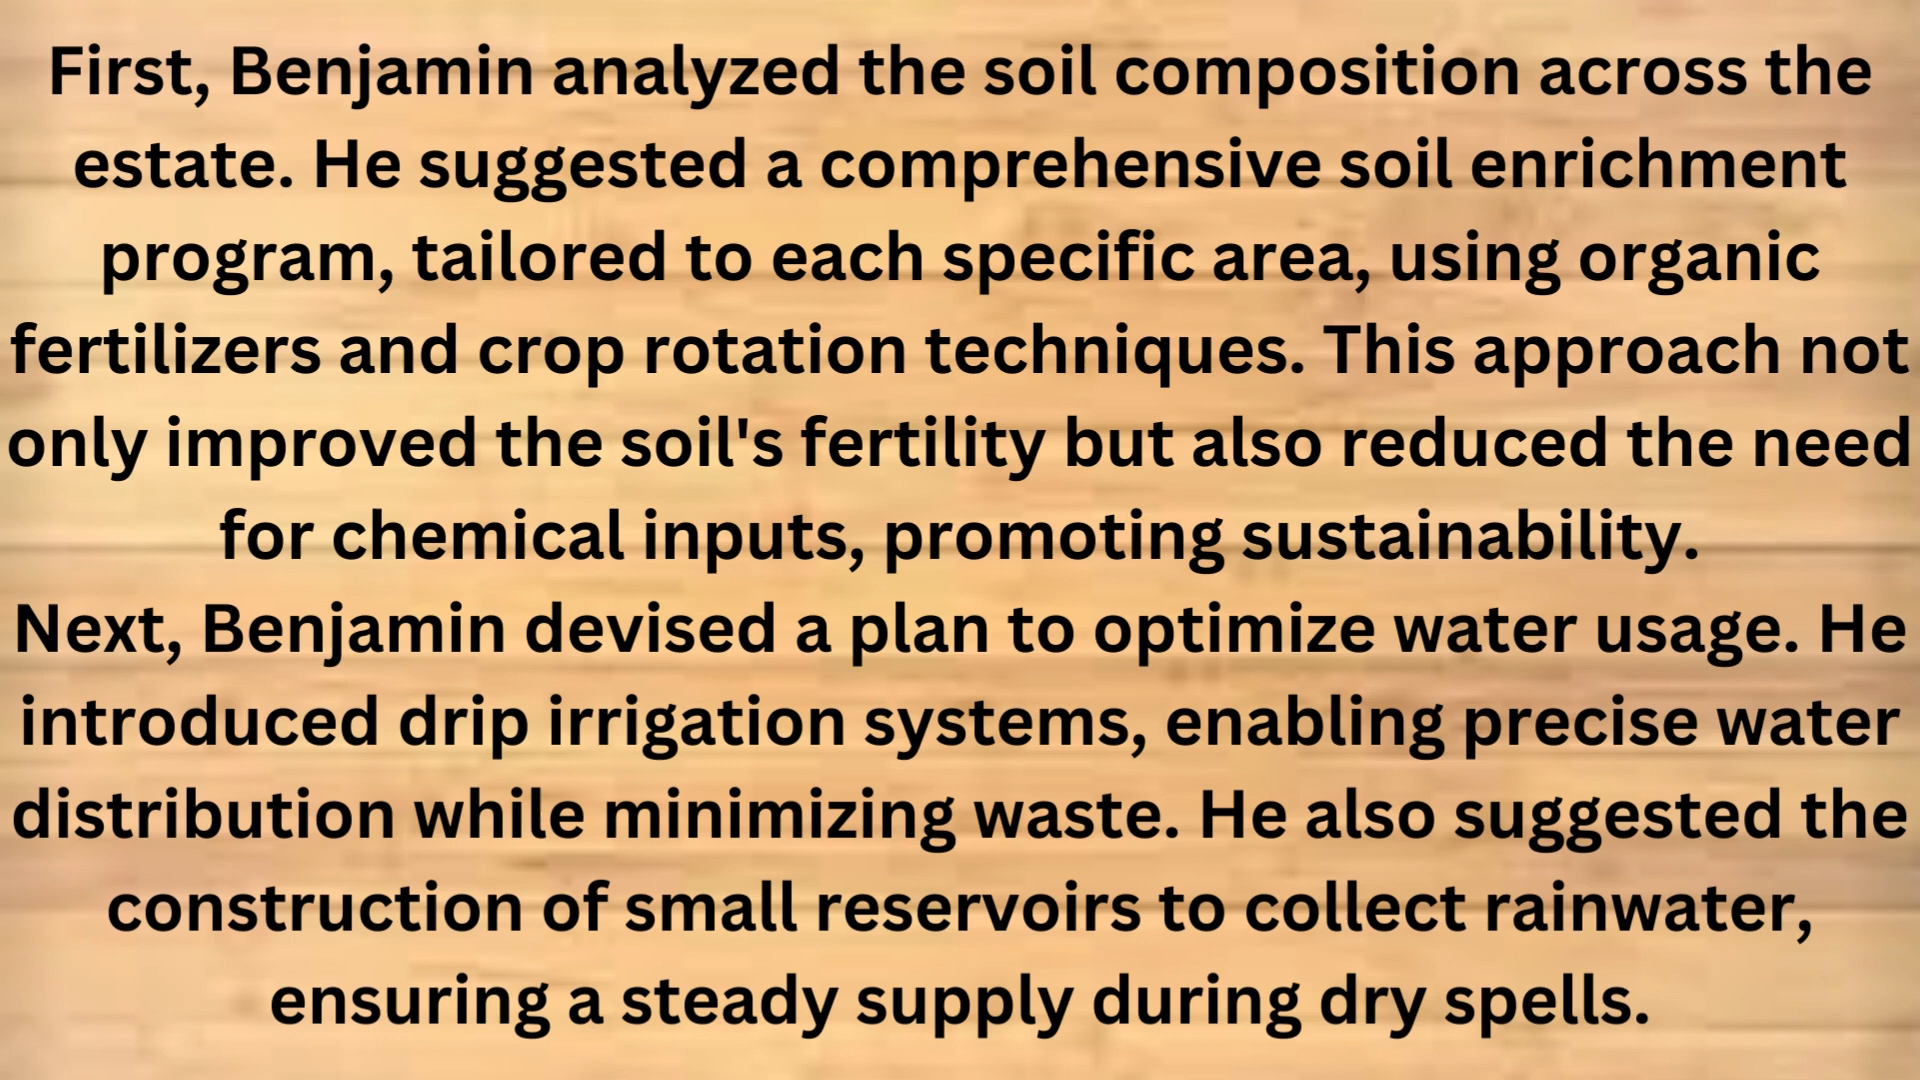 First, Benjamin analyzed the soil composition across the
estate. He suggested a comprehensive soil enrichment
program, tailored to each specific area, using organic
fertilizers and crop rotation techniques. This approach not
only improved the soil's fertility but also reduced the need
for chemical inputs, promoting sustainability.
Next, Benjamin devised a plan to optimize water usage. He
introduced drip irrigation systems, enabling precise water
distribution while minimizing waste. He also suggested the
construction of small reservoirs to collect rainwater,
ensuring a steady supply during dry spells.